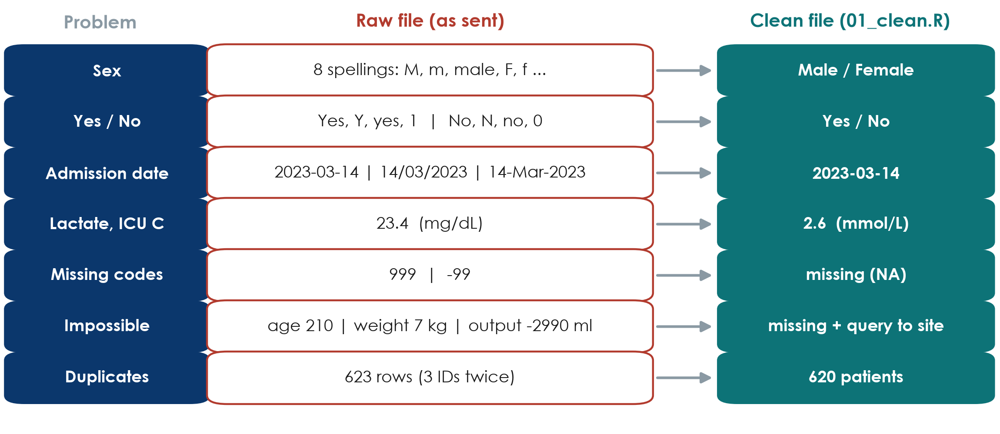 Problem
Raw file (as sent)
Clean file (01_clean.R)
Sex
8 spellings: M, m, male, F, f ...
Male / Female
Yes / No
Yes, Y, yes, 1 | No, N, no, 0
Yes / No
Admission date
2023-03-14 | 14/03/2023 | 14-Mar-2023
2023-03-14
Lactate, ICU C
23.4 (mg/dL)
2.6 (mmol/L)
Missing codes
999 | -99
missing (NA)
Impossible
age 210 | weight 7 kg | output -2990 ml
missing + query to site
Duplicates
623 rows (3 IDs twice)
620 patients